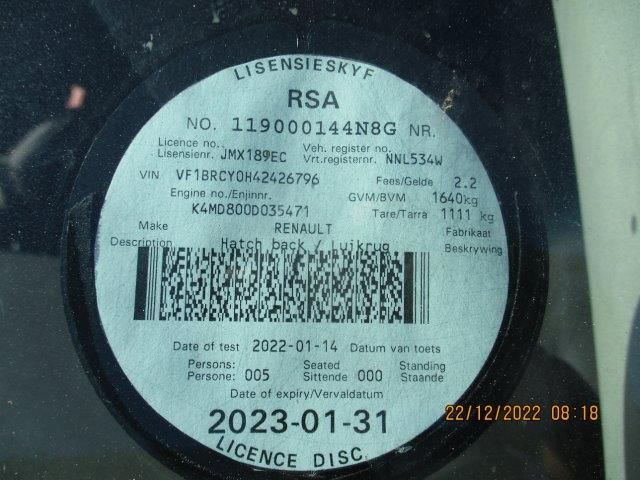 LISENSIESKYF
RSA
NO. 119000144N8G NR.
Licence no./ Veh. register no.
Lisensienr. JMX189EC Vrt.registernr. NNL534W
VIN VF1BRCY0H42426796 Fees/Gelde 2.2
Engine no./Enjinnr. GVM/BVM 1640kg
K4MD800D035471 Tare/Tarra 1111 kg
Make RENAULT Fabrikaat
Description Hatch back / Luikrug Beskrywing
Date of test 2022-01-14 Datum van toets
Persons: Seated Standing
Persone: 005 Sittende 000 Staande
Date of expiry/Vervaldatum
2023-01-31
LICENCE DISC
22/12/2022 08:18